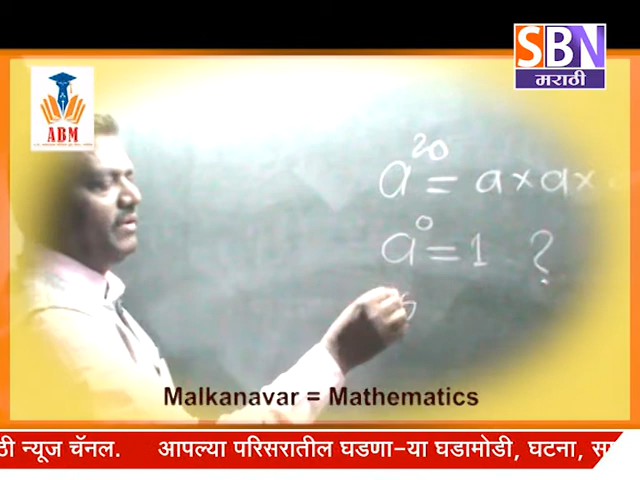 SBN
मराठी
ABM
a²⁰ = a×a×
a⁰ = 1 ?
Malkanavar = Mathematics
ठी न्यूज चॅनल. आपल्या परिसरातील घडणा-या घडामोडी, घटना, स